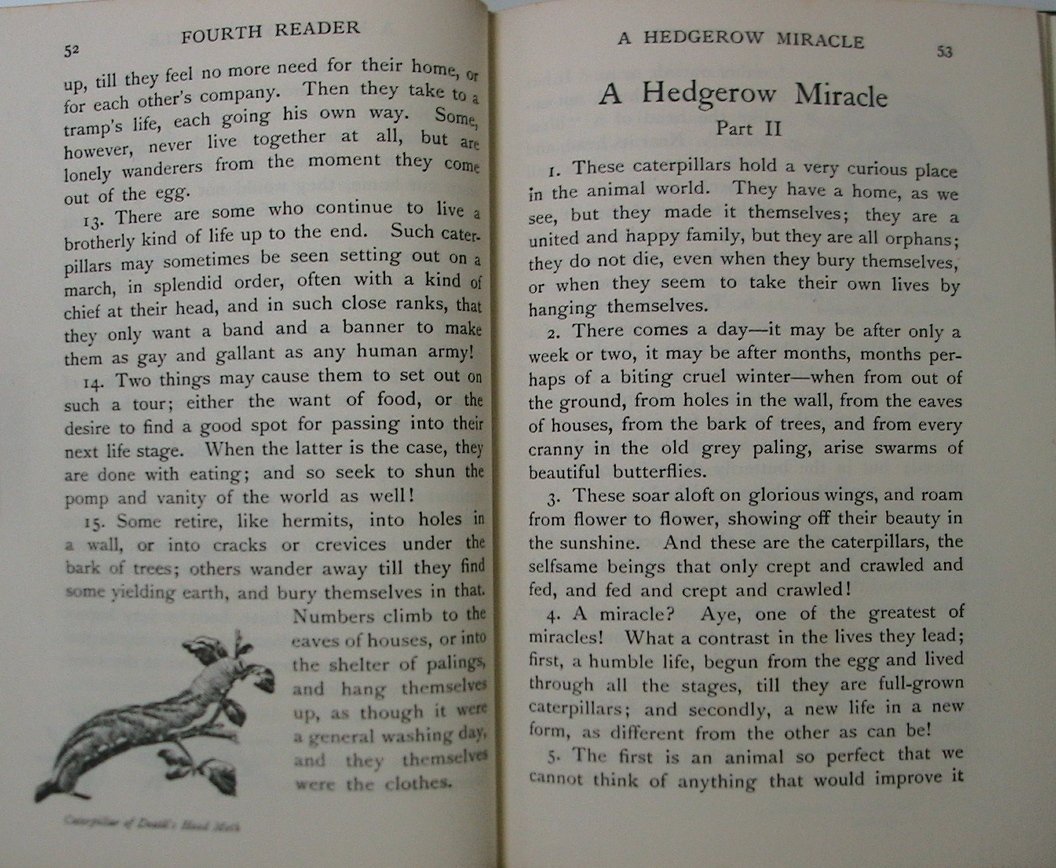 52
FOURTH READER
up, till they feel no more need for their home, or
for each other's company. Then they take to a
tramp's life, each going his own way. Some,
however, never live together at all, but are
lonely wanderers from the moment they come
out of the egg.
13. There are some who continue to live a
brotherly kind of life up to the end. Such cater-
pillars may sometimes be seen setting out on a
march, in splendid order, often with a kind of
chief at their head, and in such close ranks, that
they only want a band and a banner to make
them as gay and gallant as any human army!
14. Two things may cause them to set out on
such a tour; either the want of food, or the
desire to find a good spot for passing into their
next life stage. When the latter is the case, they
are done with eating; and so seek to shun the
pomp and vanity of the world as well!
15. Some retire, like hermits, into holes in
a wall, or into cracks or crevices under the
bark of trees; others wander away till they find
some yielding earth, and bury themselves in that.
Numbers climb to the
eaves of houses, or into
the shelter of palings,
and hang themselves
up, as though it were
a general washing day,
and they themselves
were the clothes.
Caterpillar of Death's Head Moth
A HEDGEROW MIRACLE
53
A Hedgerow Miracle
Part II
1. These caterpillars hold a very curious place
in the animal world. They have a home, as we
see, but they made it themselves; they are a
united and happy family, but they are all orphans;
they do not die, even when they bury themselves,
or when they seem to take their own lives by
hanging themselves.
2. There comes a day—it may be after only a
week or two, it may be after months, months per-
haps of a biting cruel winter—when from out of
the ground, from holes in the wall, from the eaves
of houses, from the bark of trees, and from every
cranny in the old grey paling, arise swarms of
beautiful butterflies.
3. These soar aloft on glorious wings, and roam
from flower to flower, showing off their beauty in
the sunshine. And these are the caterpillars, the
selfsame beings that only crept and crawled and
fed, and fed and crept and crawled!
4. A miracle? Aye, one of the greatest of
miracles! What a contrast in the lives they lead;
first, a humble life, begun from the egg and lived
through all the stages, till they are full-grown
caterpillars; and secondly, a new life in a new
form, as different from the other as can be!
5. The first is an animal so perfect that we
cannot think of anything that would improve it